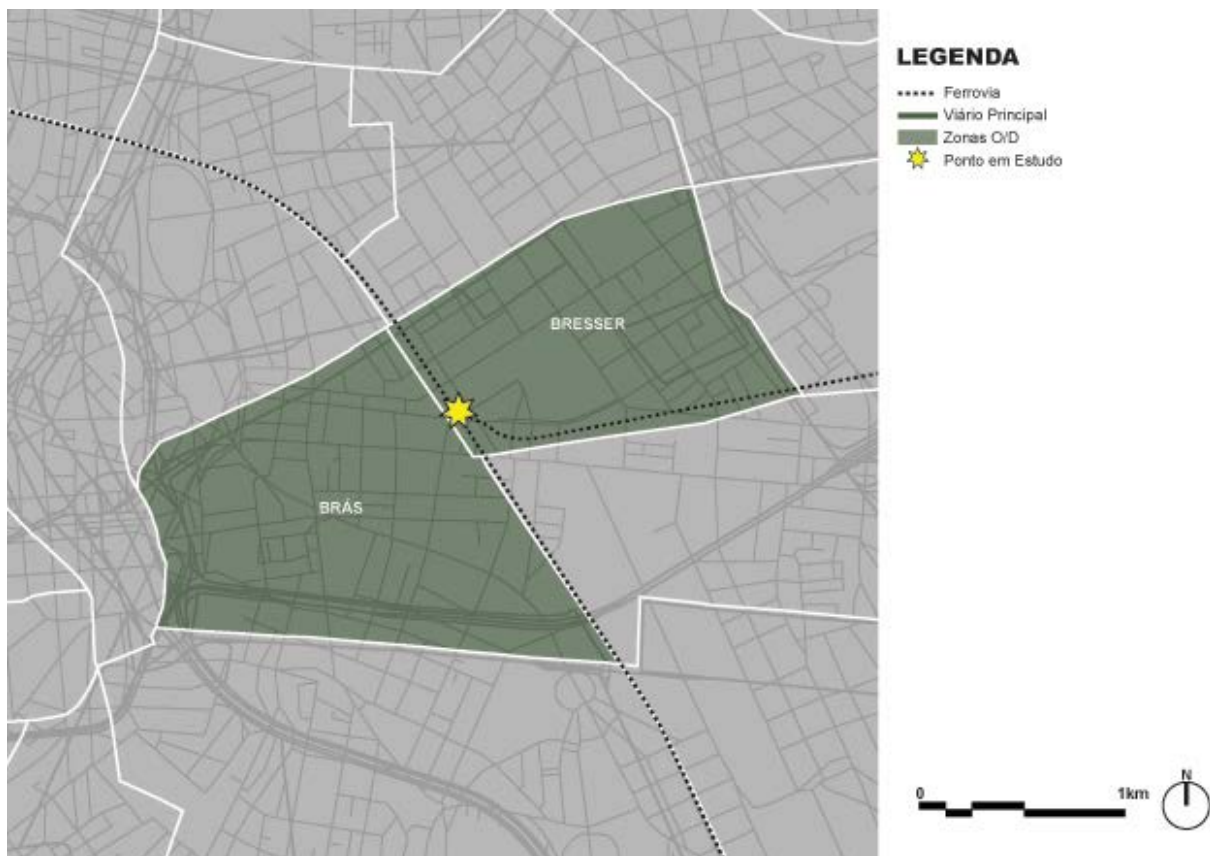 LEGENDA
Ferrovia
Viário Principal
Zonas O/D
Ponto em Estudo
BRESSER
BRÁS
N
0 1km